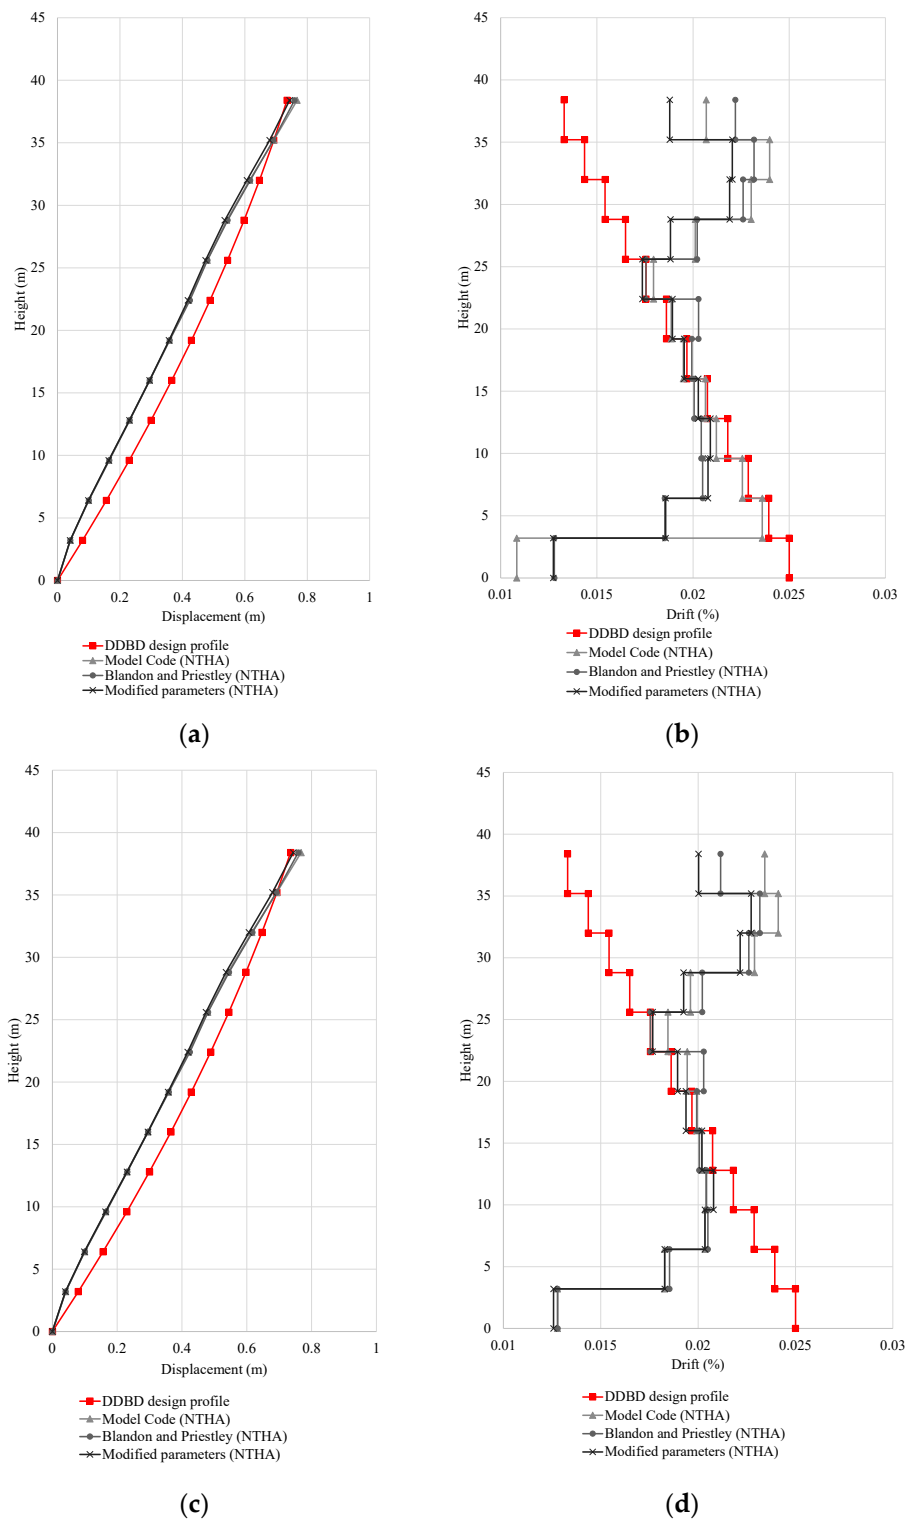 45
40
35
30
25
20
15
10
5
0
Height (m)
0
0.2
0.4
0.6
0.8
1
Displacement (m)
DDBD design profile
Model Code (NTHA)
Blandon and Priestley (NTHA)
Modified parameters (NTHA)
(a)
45
40
35
30
25
20
15
10
5
0
Height (m)
0.01
0.015
0.02
0.025
0.03
Drift (%)
DDBD design profile
Model Code (NTHA)
Blandon and Priestley (NTHA)
Modified parameters (NTHA)
(b)
45
40
35
30
25
20
15
10
5
0
Height (m)
0
0.2
0.4
0.6
0.8
1
Displacement (m)
DDBD design profile
Model Code (NTHA)
Blandon and Priestley (NTHA)
Modified parameters (NTHA)
(c)
45
40
35
30
25
20
15
10
5
0
Height (m)
0.01
0.015
0.02
0.025
0.03
Drift (%)
DDBD design profile
Model Code (NTHA)
Blandon and Priestley (NTHA)
Modified parameters (NTHA)
(d)